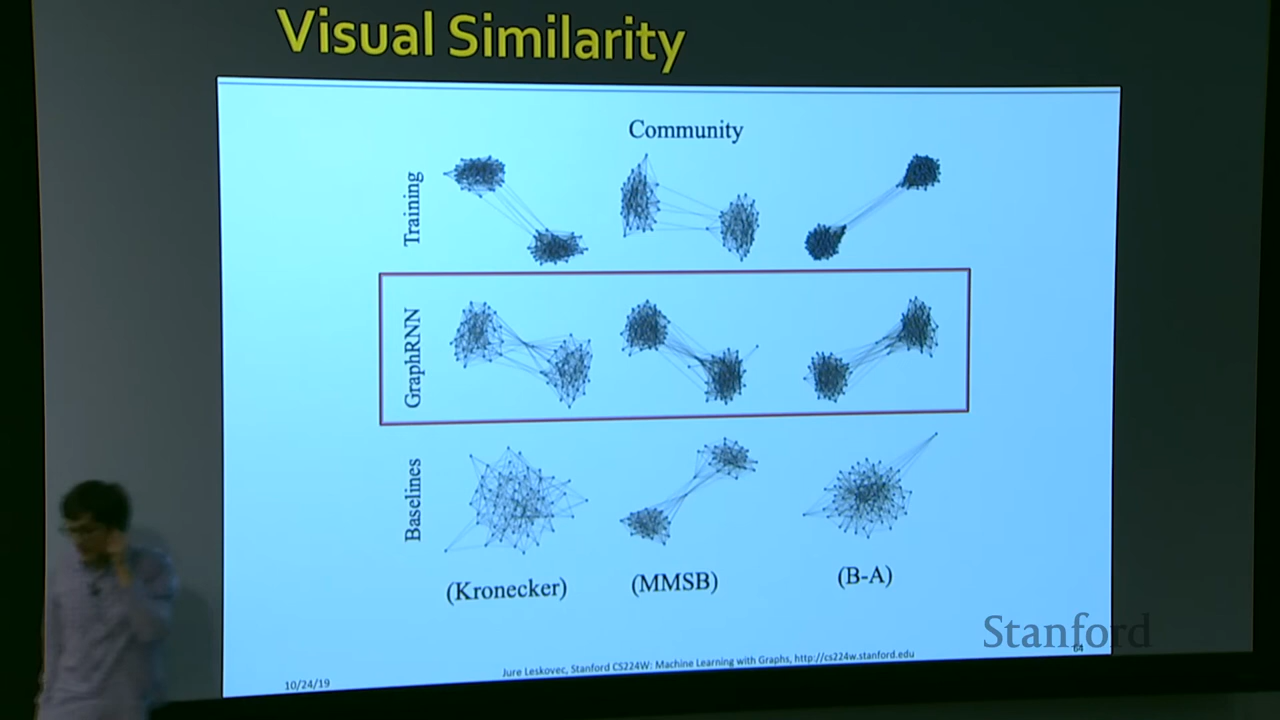 Visual Similarity
Community
Training
GraphRNN
Baselines
(Kronecker)
(MMSB)
(B-A)
Stanford
64
Jure Leskovec, Stanford CS224W: Machine Learning with Graphs, http://cs224w.stanford.edu
10/24/19